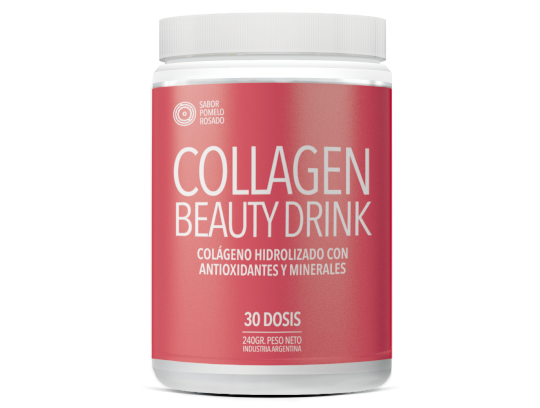 SABOR
POMELO
ROSADO
COLLAGEN
BEAUTY DRINK
COLÁGENO HIDROLIZADO CON
ANTIOXIDANTES Y MINERALES
30 DOSIS
240GR. PESO NETO
INDUSTRIA ARGENTINA